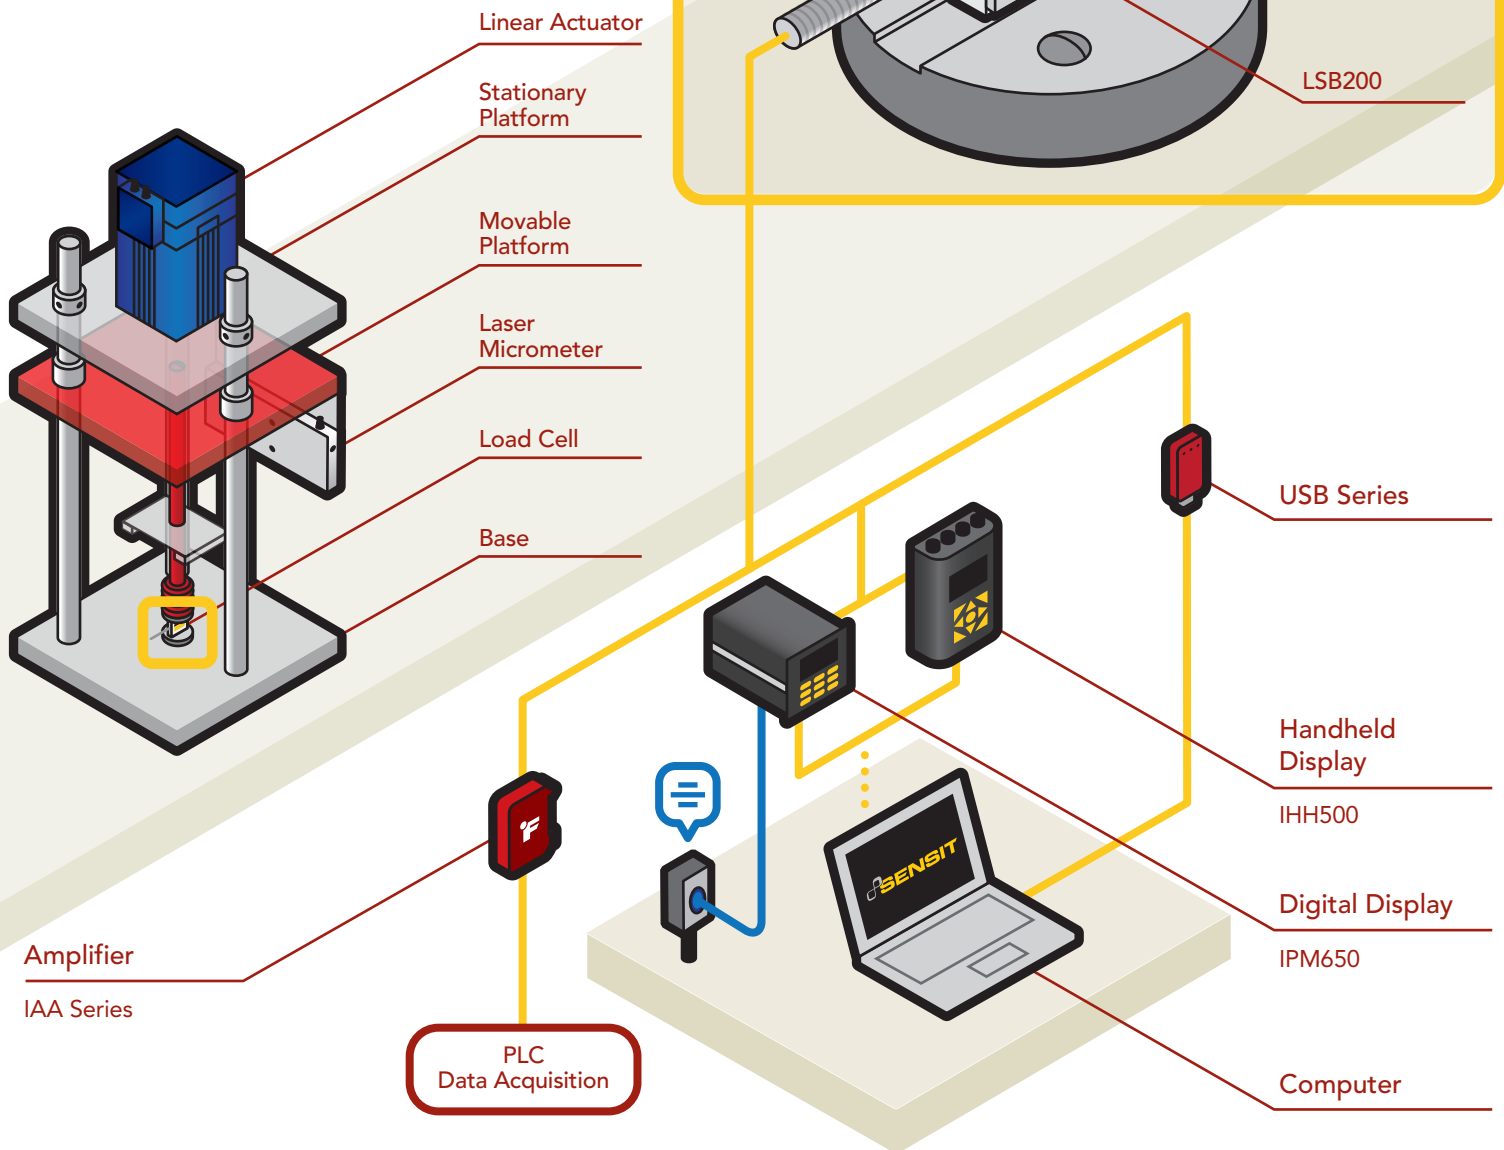 Linear Actuator
Stationary
Platform
Movable
Platform
Laser
Micrometer
Load Cell
Base
LSB200
USB Series
Handheld
Display
IHH500
Digital Display
IPM650
Computer
SENSIT
Amplifier
IAA Series
PLC
Data Acquisition